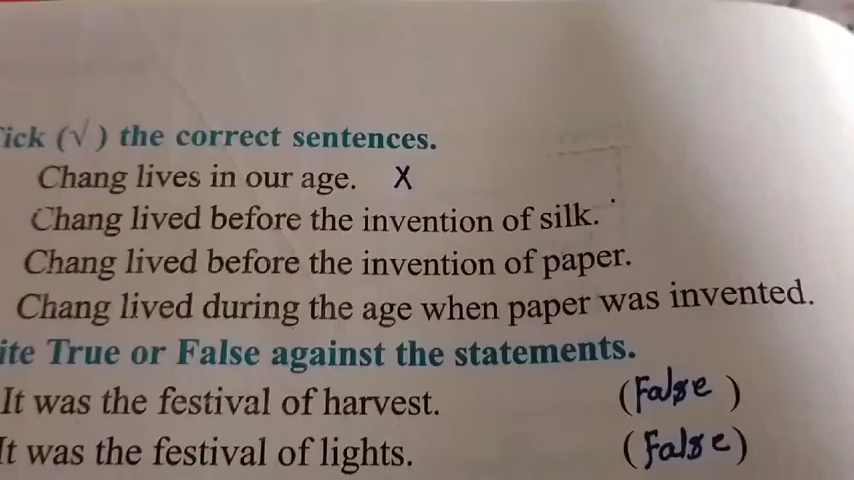 ick (√) the correct sentences.
Chang lives in our age. X
Chang lived before the invention of silk.
Chang lived before the invention of paper.
Chang lived during the age when paper was invented.
ite True or False against the statements.
It was the festival of harvest. (False)
It was the festival of lights. (False)